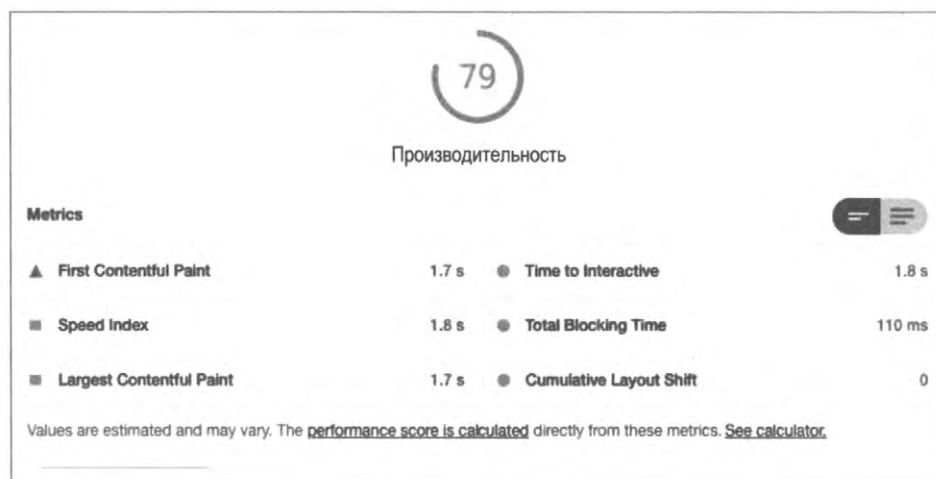 79
Производительность
Metrics
First Contentful Paint 1.7 s Time to Interactive 1.8 s
Speed Index 1.8 s Total Blocking Time 110 ms
Largest Contentful Paint 1.7 s Cumulative Layout Shift 0
Values are estimated and may vary. The performance score is calculated directly from these metrics. See calculator.